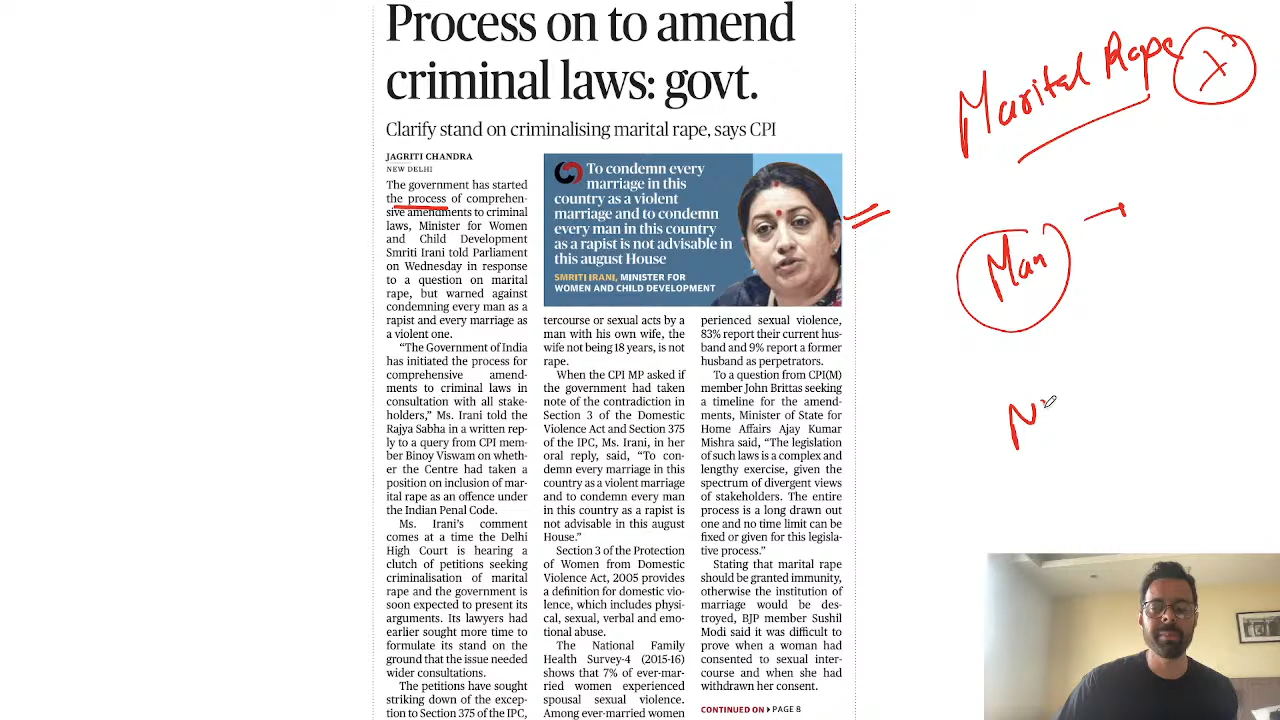 Process on to amend
criminal laws: govt.
Clarify stand on criminalising marital rape, says CPI
JAGRITI CHANDRA
NEW DELHI
The government has started
the process of comprehen-
sive amendments to criminal
laws, Minister for Women
and Child Development
Smriti Irani told Parliament
on Wednesday in response
to a question on marital
rape, but warned against
condemning every man as a
rapist and every marriage as
a violent one.
“The Government of India
has initiated the process for
comprehensive amend-
ments to criminal laws in
consultation with all stake-
holders,” Ms. Irani told the
Rajya Sabha in a written rep-
ly to a query from CPI mem-
ber Binoy Viswam on wheth-
er the Centre had taken a
position on inclusion of mar-
ital rape as an offence under
the Indian Penal Code.
Ms. Irani’s comment
comes at a time the Delhi
High Court is hearing a
clutch of petitions seeking
criminalisation of marital
rape and the government is
soon expected to present its
arguments. Its lawyers had
earlier sought more time to
formulate its stand on the
ground that the issue needed
wider consultations.
The petitions have sought
striking down of the excep-
tion to Section 375 of the IPC,
To condemn every
marriage in this
country as a violent
marriage and to condemn
every man in this country
as a rapist is not advisable in
this august House
SMRITI IRANI, MINISTER FOR
WOMEN AND CHILD DEVELOPMENT
tercourse or sexual acts by a
man with his own wife, the
wife not being 18 years, is not
rape.
When the CPI MP asked if
the government had taken
note of the contradiction in
Section 3 of the Domestic
Violence Act and Section 375
of the IPC, Ms. Irani, in her
oral reply, said, “To con-
demn every marriage in this
country as a violent marriage
and to condemn every man
in this country as a rapist is
not advisable in this august
House.”
Section 3 of the Protection
of Women from Domestic
Violence Act, 2005 provides
a definition for domestic vio-
lence, which includes physi-
cal, sexual, verbal and emo-
tional abuse.
The National Family
Health Survey-4 (2015-16)
shows that 7% of ever-mar-
ried women experienced
spousal sexual violence.
Among ever-married women
perienced sexual violence,
83% report their current hus-
band and 9% report a former
husband as perpetrators.
To a question from CPI(M)
member John Brittas seeking
a timeline for the amend-
ments, Minister of State for
Home Affairs Ajay Kumar
Mishra said, “The legislation
of such laws is a complex and
lengthy exercise, given the
spectrum of divergent views
of stakeholders. The entire
process is a long drawn out
one and no time limit can be
fixed or given for this legisla-
tive process.”
Stating that marital rape
should be granted immunity,
otherwise the institution of
marriage would be des-
troyed, BJP member Sushil
Modi said it was difficult to
prove when a woman had
consented to sexual inter-
course and when she had
withdrawn her consent.
CONTINUED ON ▶ PAGE 8
Marital Rape
Man